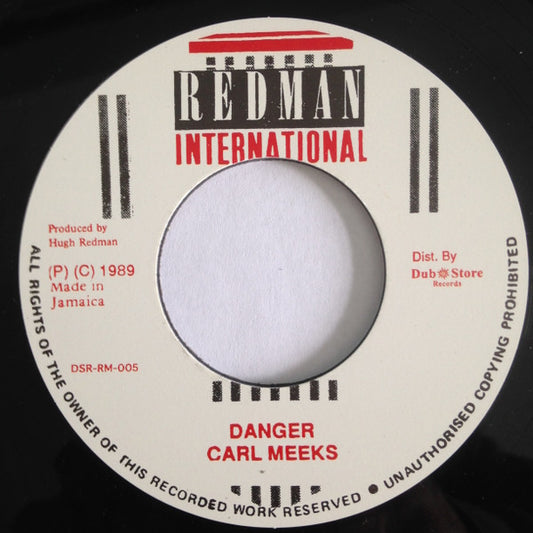 REDMAN
INTERNATIONAL
Produced by
Hugh Redman
(P) (C) 1989
Made in
Jamaica
DSR-RM-005
Dist. By
Dub Store
Records
DANGER
CARL MEEKS
ALL RIGHTS OF THE OWNER OF THIS RECORDED WORK RESERVED ● UNAUTHORISED COPYING PROHIBITED